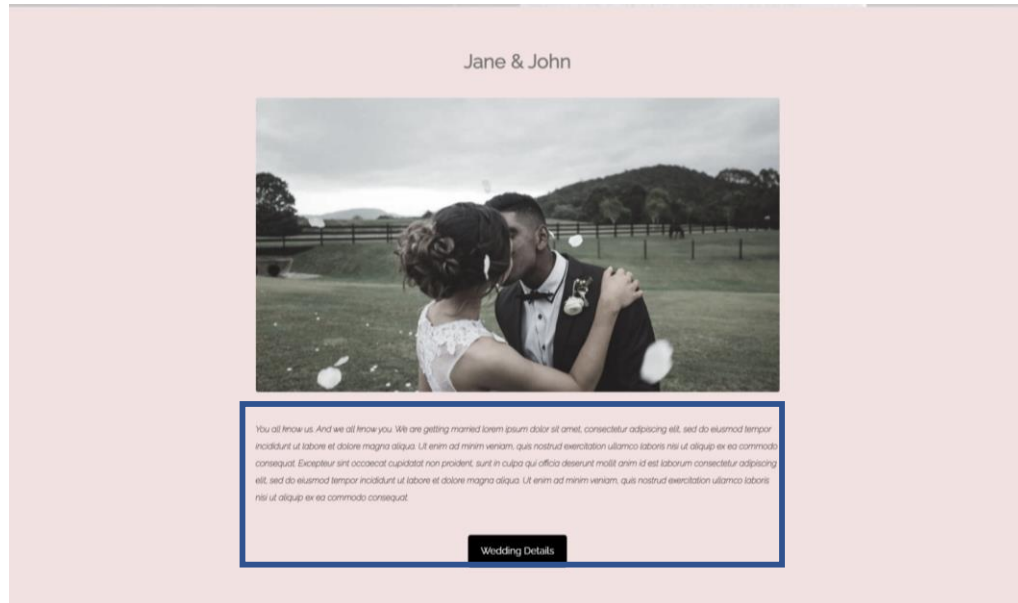 Jane & John
You all know us. And we all know you. We are getting married lorem ipsum dolor sit amet, consectetur adipiscing elit, sed do eiusmod tempor
incididunt ut labore et dolore magna aliqua. Ut enim ad minim veniam, quis nostrud exercitation ullamco laboris nisi ut aliquip ex ea commodo
consequat. Excepteur sint occaecat cupidatat non proident, sunt in culpa qui officia deserunt mollit anim id est laborum consectetur adipiscing
elit, sed do eiusmod tempor incididunt ut labore et dolore magna aliqua. Ut enim ad minim veniam, quis nostrud exercitation ullamco laboris
nisi ut aliquip ex ea commodo consequat.
Wedding Details